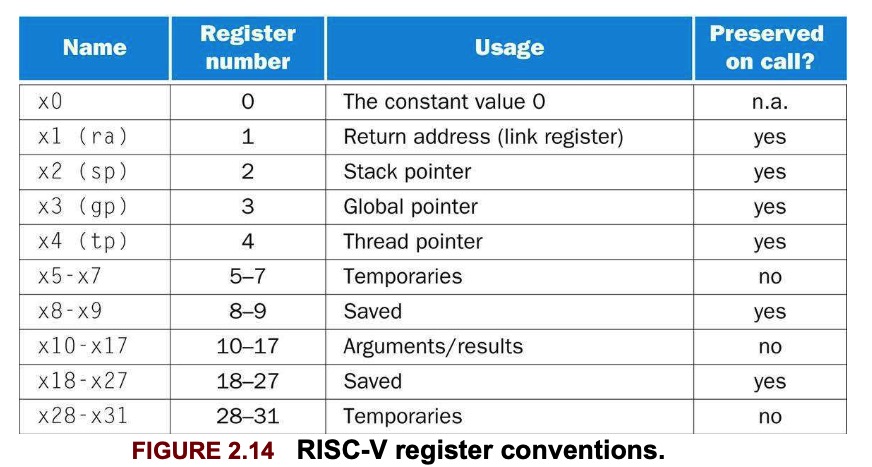 Name Register number Usage Preserved on call?
x0 0 The constant value 0 n.a.
x1 (ra) 1 Return address (link register) yes
x2 (sp) 2 Stack pointer yes
x3 (gp) 3 Global pointer yes
x4 (tp) 4 Thread pointer yes
x5-x7 5–7 Temporaries no
x8-x9 8–9 Saved yes
x10-x17 10–17 Arguments/results no
x18-x27 18–27 Saved yes
x28-x31 28–31 Temporaries no
FIGURE 2.14 RISC-V register conventions.